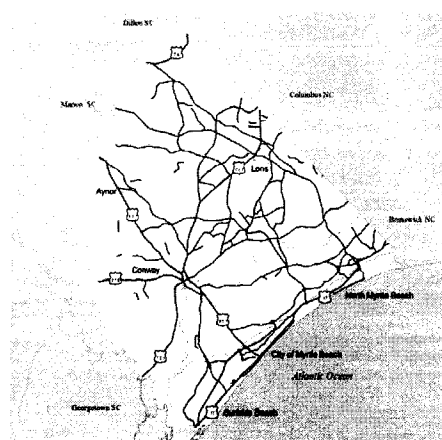 Dillon SC
Columbus NC
Marion SC
Loris
Aynor
Brunswick NC
Conway
North Myrtle Beach
City of Myrtle Beach
Atlantic Ocean
Georgetown SC
Surfside Beach